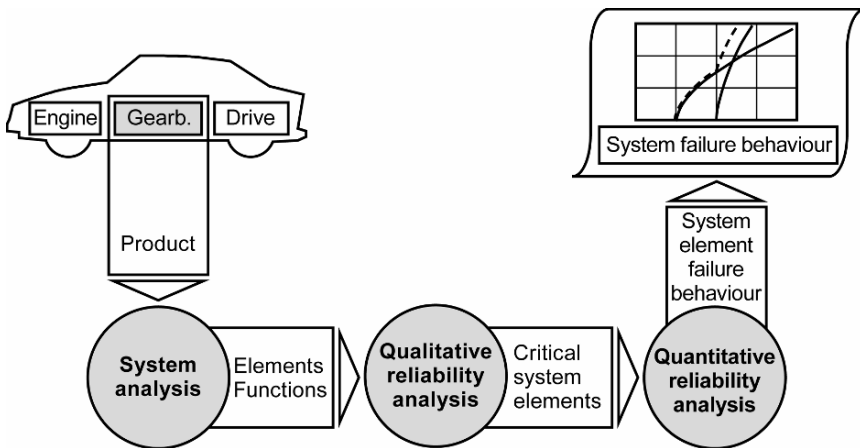 Engine
Gearb.
Drive
Product
System
analysis
Elements
Functions
Qualitative
reliability
analysis
Critical
system
elements
Quantitative
reliability
analysis
System
element
failure
behaviour
System failure behaviour